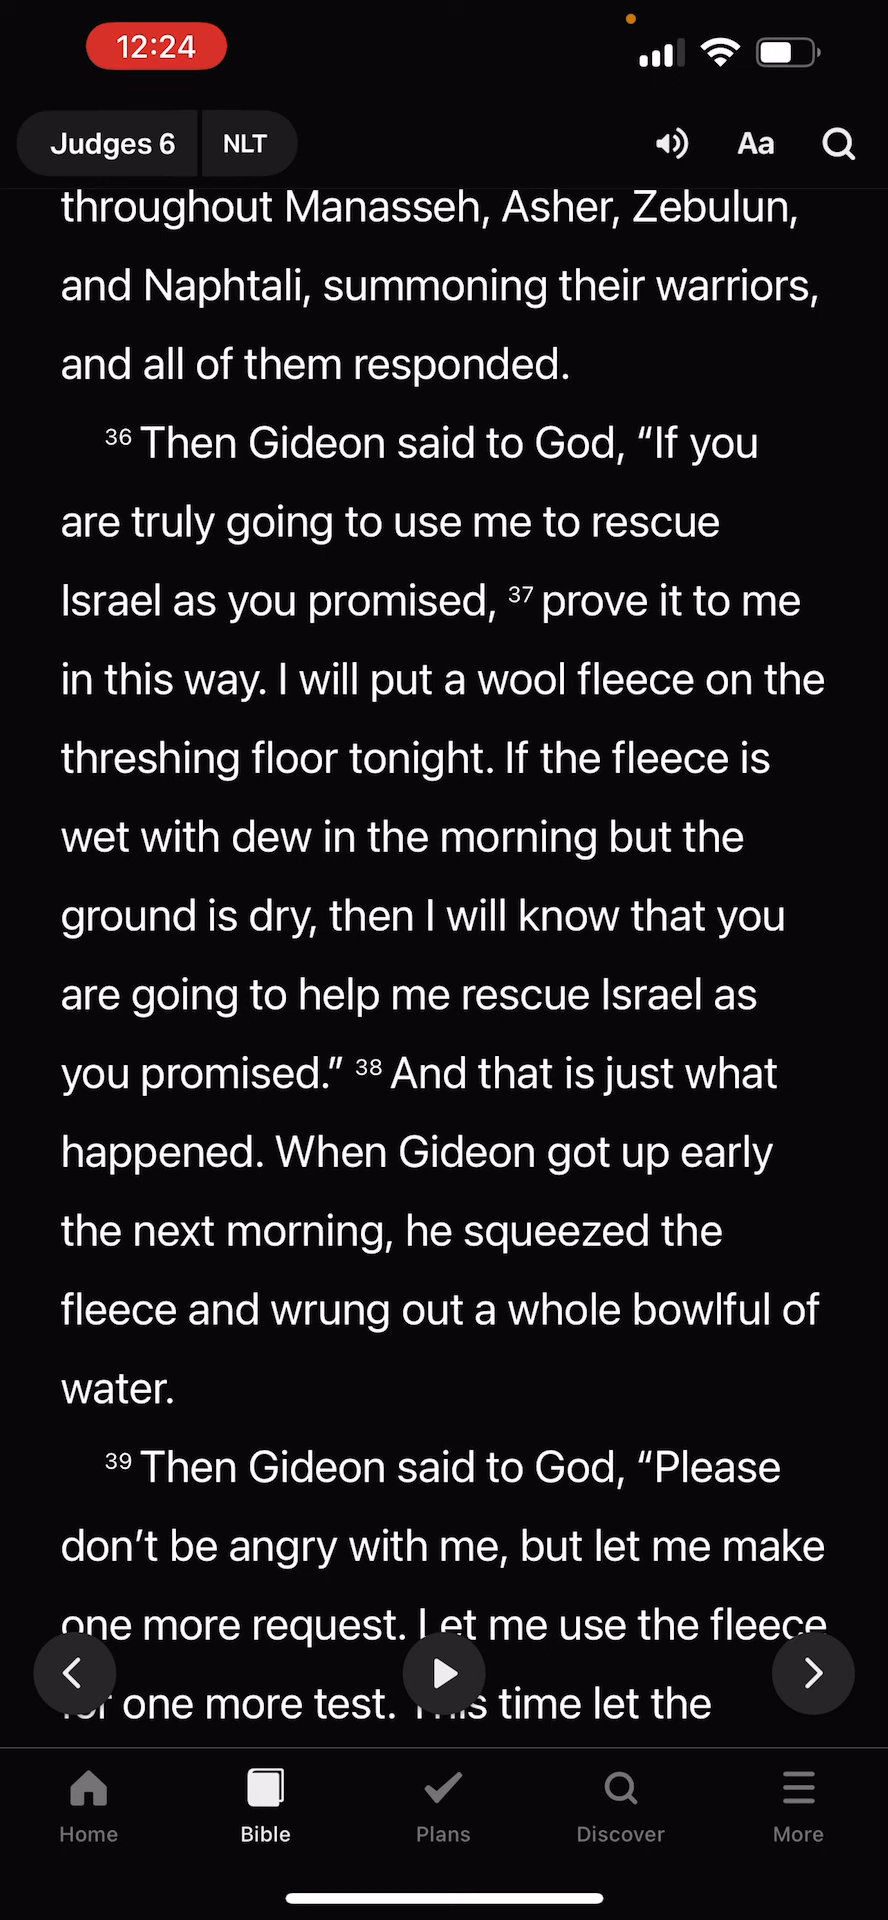 12:24
Judges 6 NLT Aa
throughout Manasseh, Asher, Zebulun,
and Naphtali, summoning their warriors,
and all of them responded.
36 Then Gideon said to God, “If you
are truly going to use me to rescue
Israel as you promised, 37 prove it to me
in this way. I will put a wool fleece on the
threshing floor tonight. If the fleece is
wet with dew in the morning but the
ground is dry, then I will know that you
are going to help me rescue Israel as
you promised.” 38 And that is just what
happened. When Gideon got up early
the next morning, he squeezed the
fleece and wrung out a whole bowlful of
water.
39 Then Gideon said to God, “Please
don’t be angry with me, but let me make
one more request. Let me use the fleece
for one more test. This time let the
Home Bible Plans Discover More